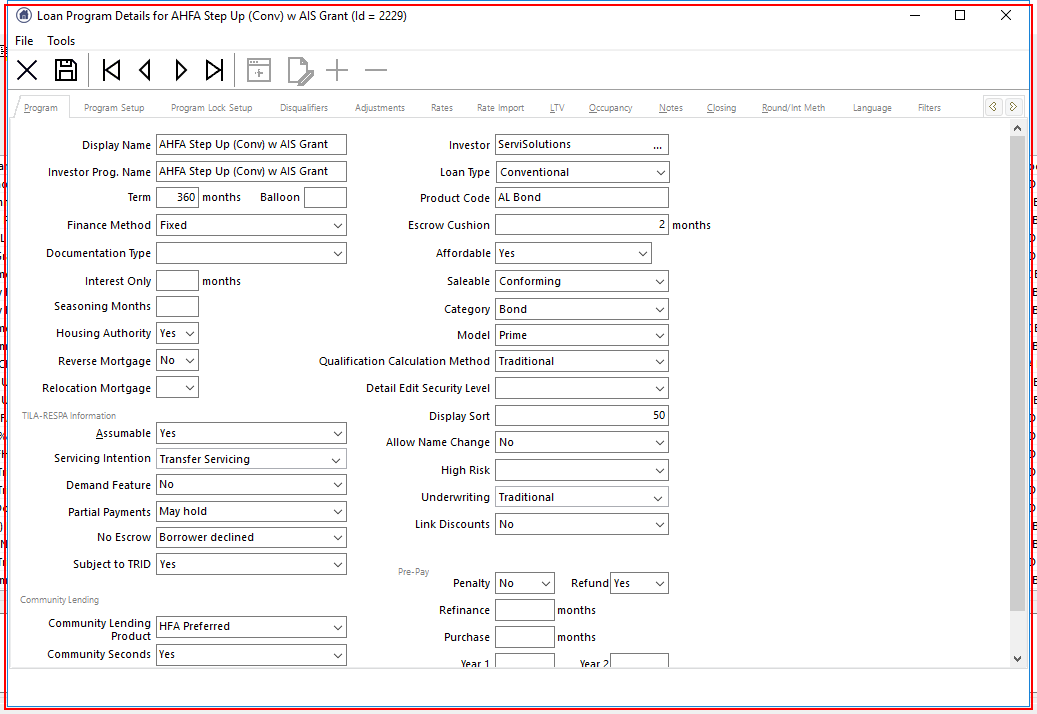 Loan Program Details for AHFA Step Up (Conv) w AIS Grant (Id = 2229)
File Tools
Program Program Setup Program Lock Setup Disqualifiers Adjustments Rates Rate Import LTV Occupancy Notes Closing Round/Int Meth Language Filters
Display Name AHFA Step Up (Conv) w AIS Grant
Investor Prog. Name AHFA Step Up (Conv) w AIS Grant
Term 360 months Balloon
Finance Method Fixed
Documentation Type
Interest Only months
Seasoning Months
Housing Authority Yes
Reverse Mortgage No
Relocation Mortgage
TILA-RESPA Information
Assumable Yes
Servicing Intention Transfer Servicing
Demand Feature No
Partial Payments May hold
No Escrow Borrower declined
Subject to TRID Yes
Community Lending
Community Lending
Product HFA Preferred
Community Seconds Yes
Investor ServiSolutions ...
Loan Type Conventional
Product Code AL Bond
Escrow Cushion 2 months
Affordable Yes
Saleable Conforming
Category Bond
Model Prime
Qualification Calculation Method Traditional
Detail Edit Security Level
Display Sort 50
Allow Name Change No
High Risk
Underwriting Traditional
Link Discounts No
Pre-Pay
Penalty No Refund Yes
Refinance months
Purchase months
Year 1 Year 2